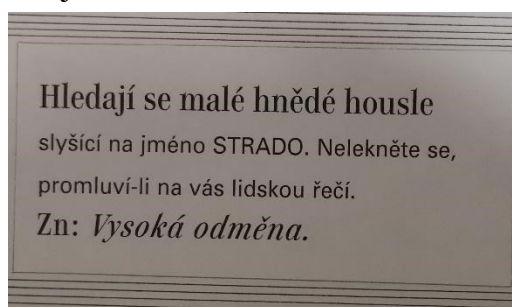 Hledají se malé hnědé housle
slyšící na jméno STRADO. Nelekněte se,
promluví-li na vás lidskou řečí.
Zn: Vysoká odměna.